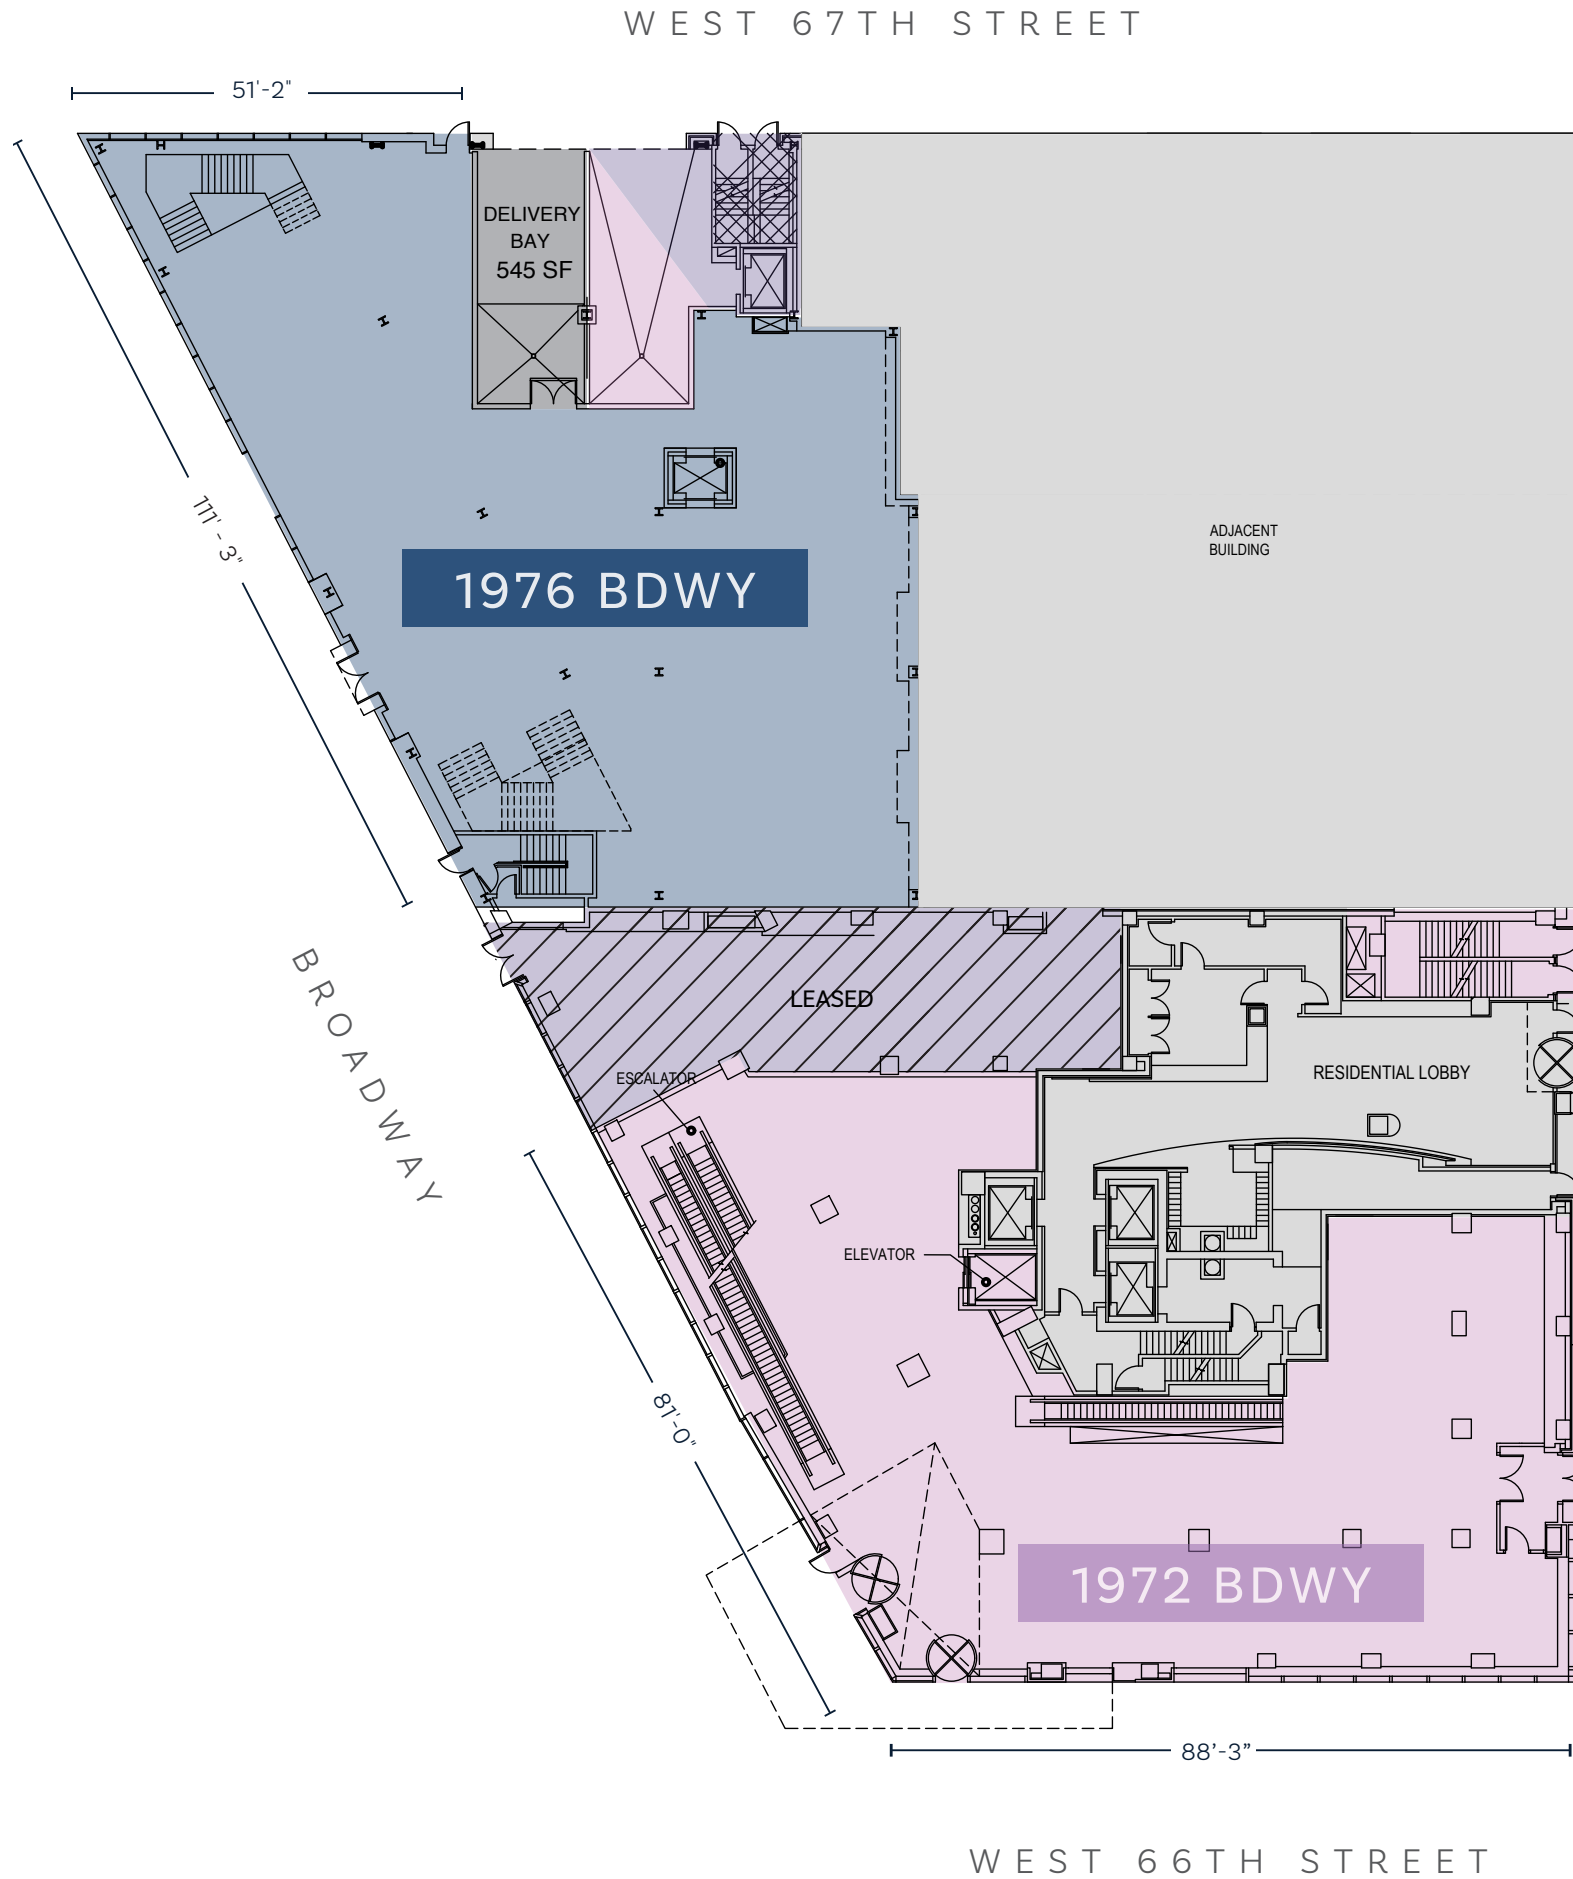 WEST 67TH STREET
51'-2"
DELIVERY
BAY
545 SF
111' - 3"
ADJACENT
BUILDING
1976 BDWY
BROADWAY
LEASED
ESCALATOR
RESIDENTIAL LOBBY
ELEVATOR
81'-0"
1972 BDWY
88'-3”
WEST 66TH STREET